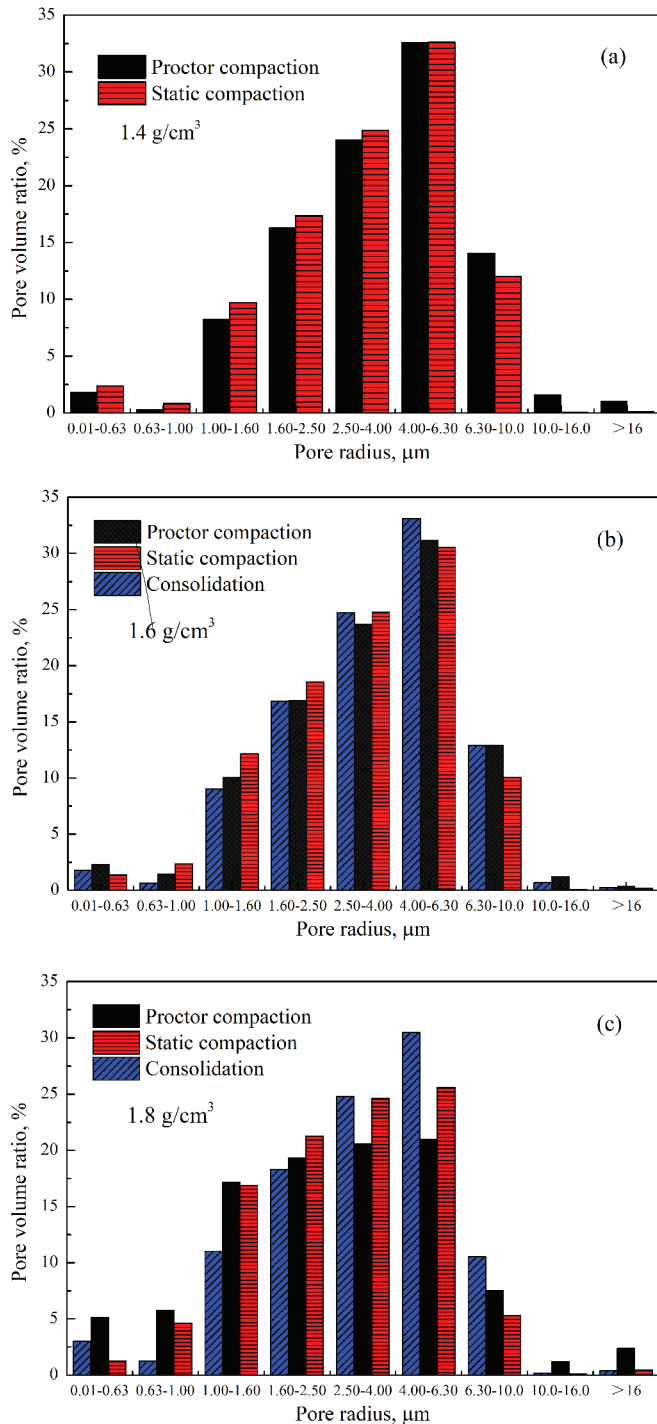 35
30
25
20
15
10
5
0
Pore volume ratio, %
(a)
Proctor compaction
Static compaction
1.4 g/cm³
0.01-0.63 0.63-1.00 1.00-1.60 1.60-2.50 2.50-4.00 4.00-6.30 6.30-10.0 10.0-16.0 >16
Pore radius, μm
35
30
25
20
15
10
5
0
Pore volume ratio, %
(b)
Proctor compaction
Static compaction
Consolidation
1.6 g/cm³
0.01-0.63 0.63-1.00 1.00-1.60 1.60-2.50 2.50-4.00 4.00-6.30 6.30-10.0 10.0-16.0 >16
Pore radius, μm
35
30
25
20
15
10
5
0
Pore volume ratio, %
(c)
Proctor compaction
Static compaction
Consolidation
1.8 g/cm³
0.01-0.63 0.63-1.00 1.00-1.60 1.60-2.50 2.50-4.00 4.00-6.30 6.30-10.0 10.0-16.0 >16
Pore radius, μm